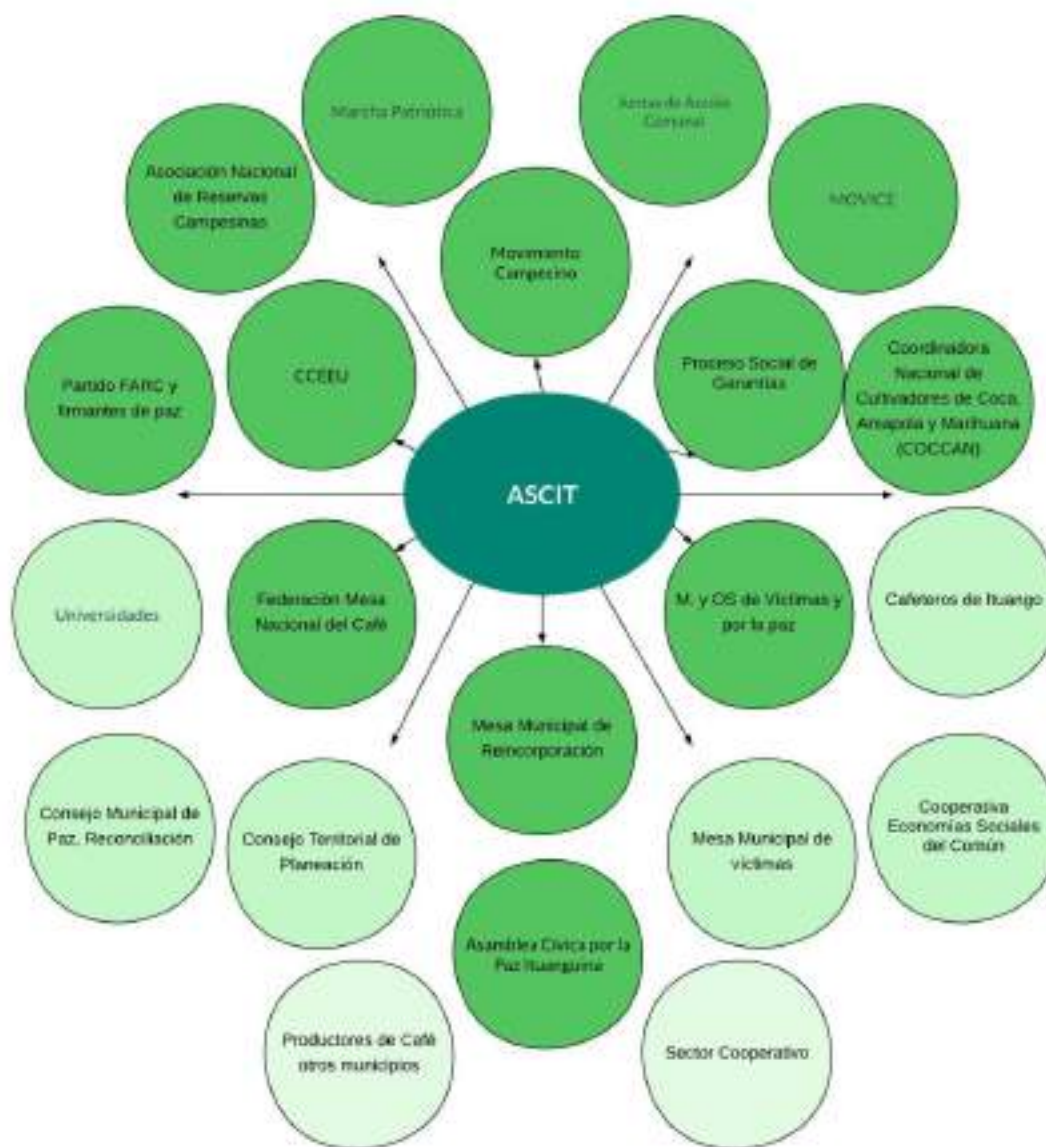 Marcha Patriótica
Juntas de Acción
Comunal
Asociación Nacional
de Reservas
Campesinas
MOVICE
Movimiento
Campecino
Partido FARC y
firmantes de paz
CCEEU
Proceso Social de
Garantías
Coordinadora
Nacional de
Cultivadores de Coca,
Amapola y Marihuana
(COCCAN)
ASCIT
Universidades
Federación Mesa
Nacional del Café
M. y OS de Víctimas y
por la paz
Cafeteros de Ituango
Mesa Municipal de
Reincorporación
Consejo Municipal de
Paz, Reconciliación
Consejo Territorial de
Planeación
Mesa Municipal de
víctimas
Cooperativa
Economías Sociales
del Común
Asamblea Cívica por la
Paz Ituanguina
Productores de Café
otros municipios
Sector Cooperativo